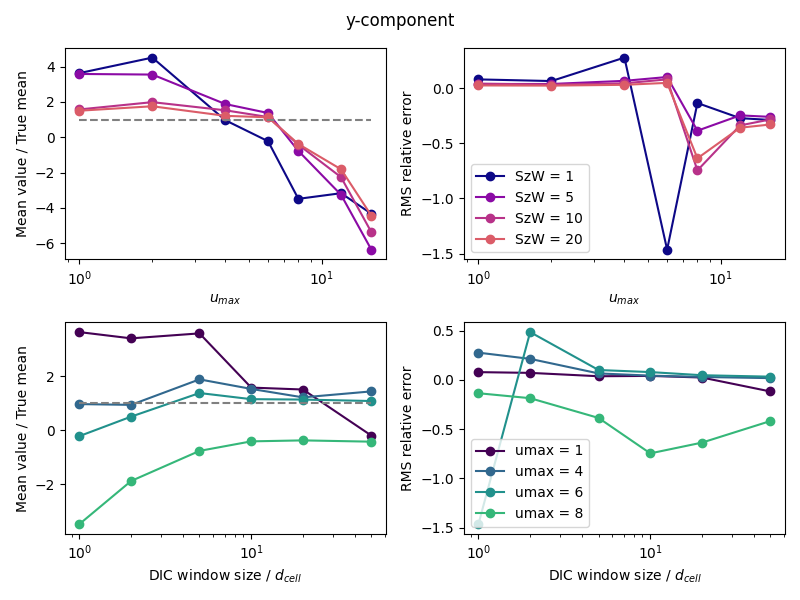 y-component
Mean value / True mean
4
2
0
−2
−4
−6
10⁰
10¹
u_max
RMS relative error
0.0
−0.5
−1.0
−1.5
SzW = 1
SzW = 5
SzW = 10
SzW = 20
10⁰
10¹
u_max
Mean value / True mean
2
0
−2
10⁰
10¹
DIC window size / d_cell
RMS relative error
0.5
0.0
−0.5
−1.0
−1.5
umax = 1
umax = 4
umax = 6
umax = 8
10⁰
10¹
DIC window size / d_cell